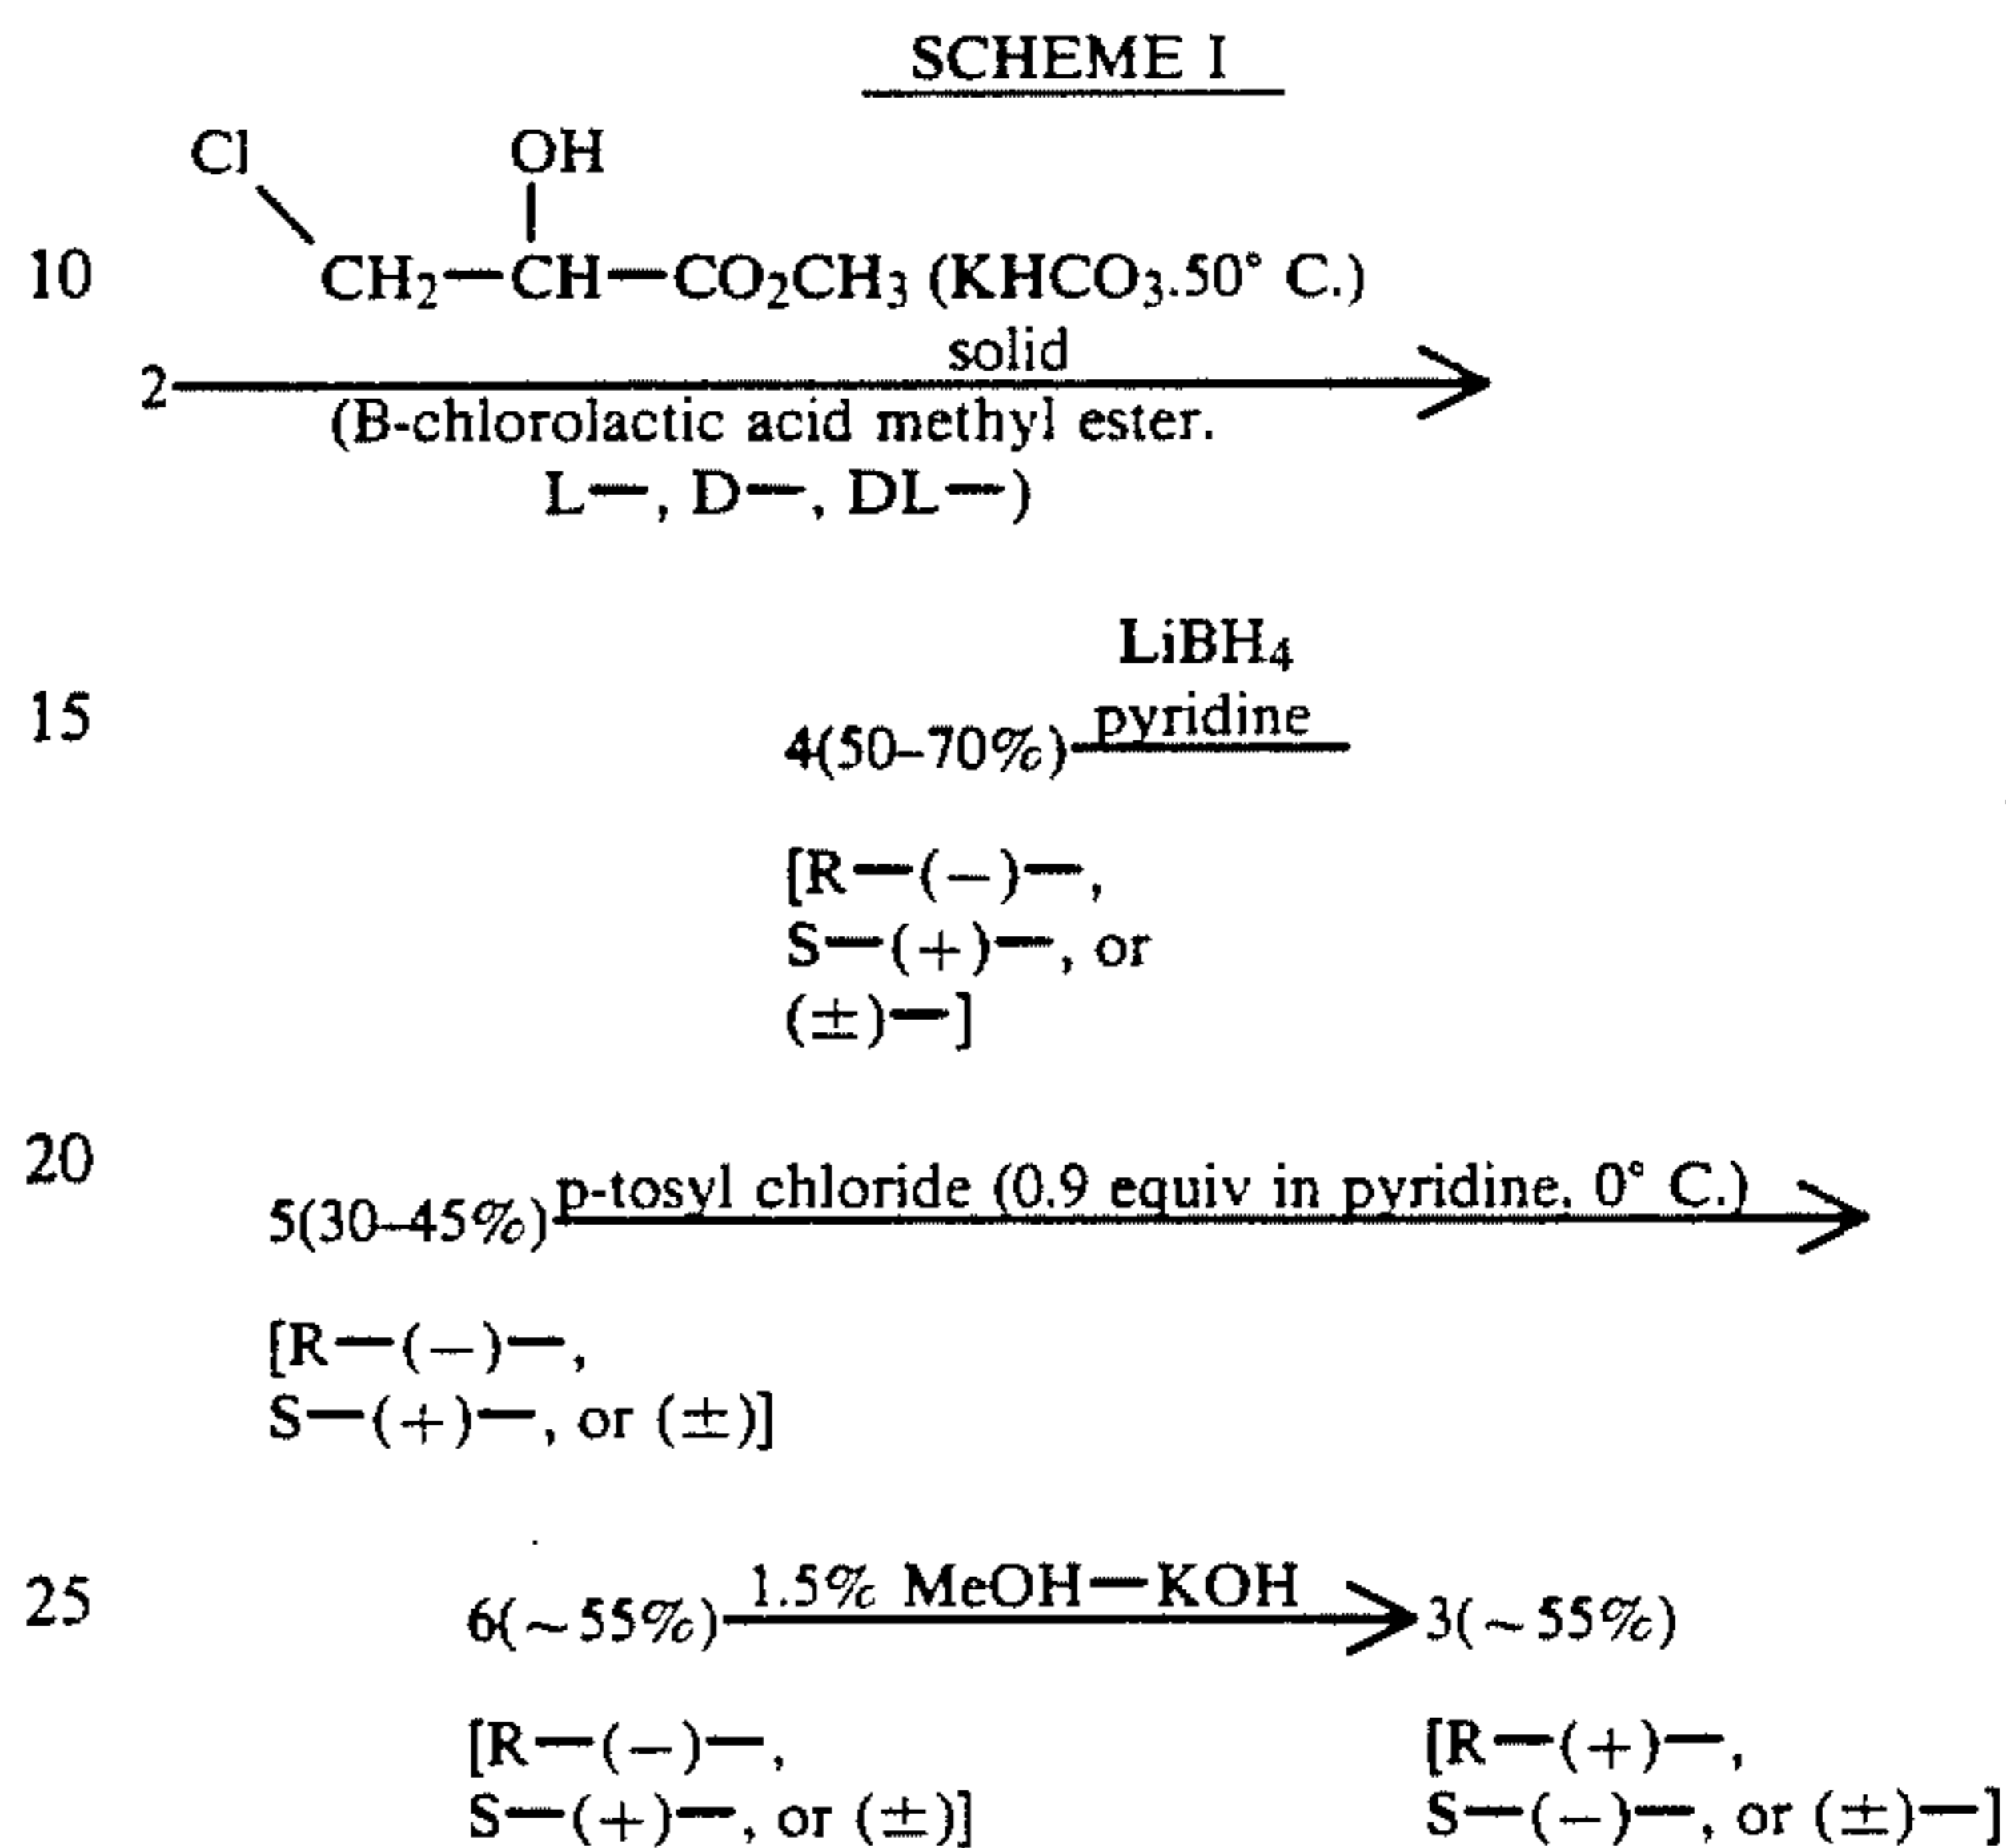 SCHEME I
Cl OH
10 CH₂—CH—CO₂CH₃ (KHCO₃.50° C.)
solid
2
(B-chlorolactic acid methyl ester.
L—, D—, DL—)
LiBH₄
15 pyridine
4(50–70%)
[R—(−)—,
S—(+)—, or
(±)—]
20 p-tosyl chloride (0.9 equiv in pyridine, 0° C.)
5(30–45%)
[R—(−)—,
S—(+)—, or (±)]
25 1.5% MeOH—KOH
6(~55%) 3(~55%)
[R—(−)—, [R—(+)—,
S—(+)—, or (±)] S—(−)—, or (±)—]